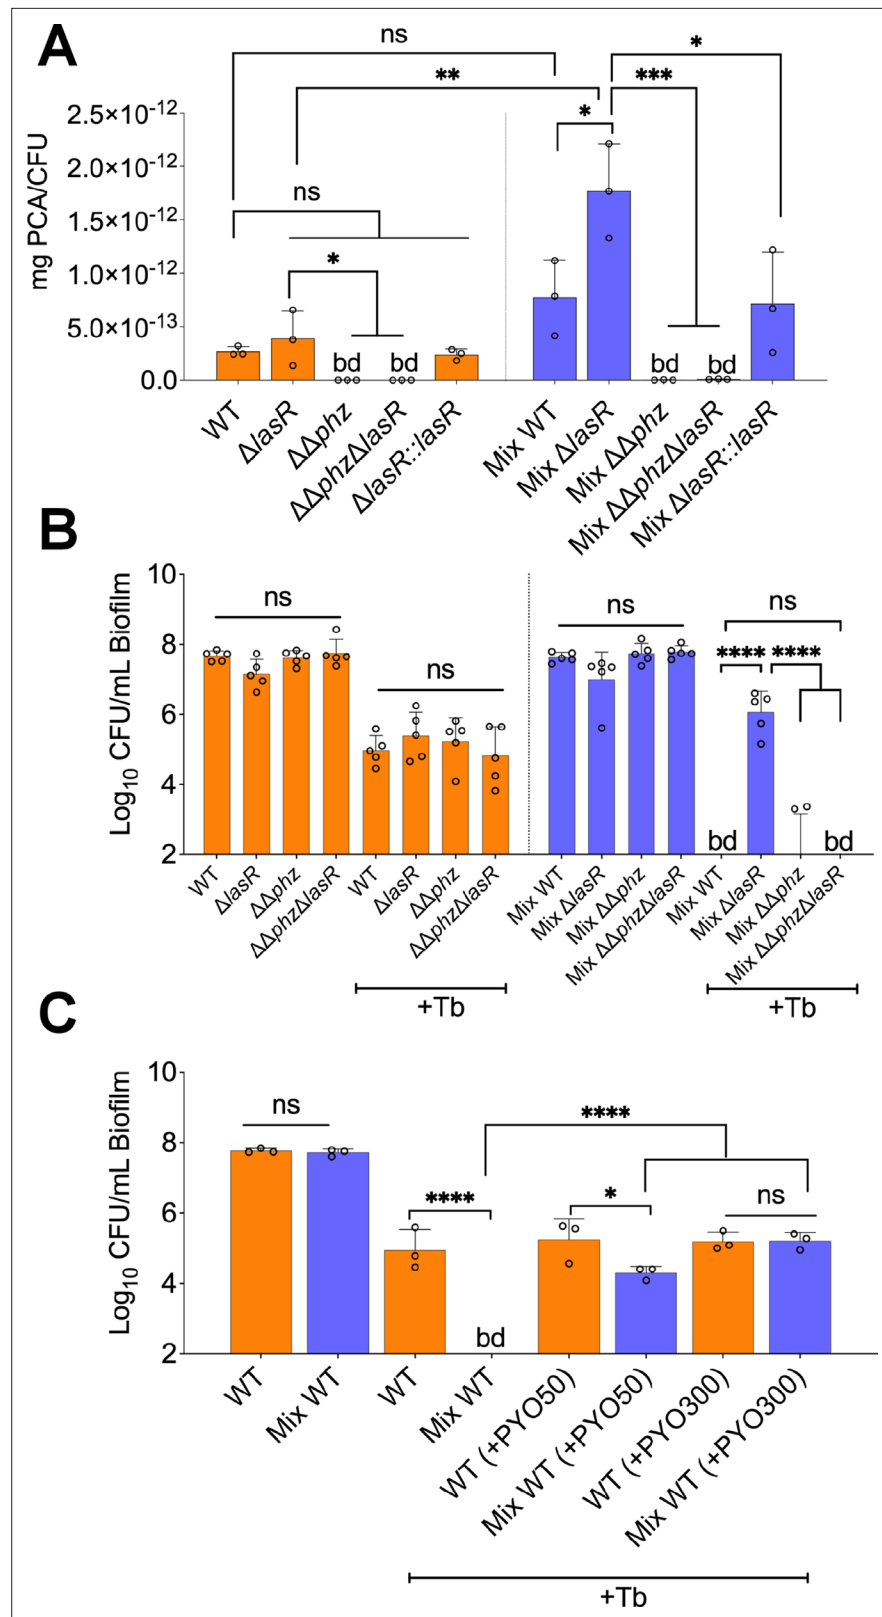 A
ns
**
*
***
*
ns
*
mg PCA/CFU
2.5×10⁻¹²
2.0×10⁻¹²
1.5×10⁻¹²
1.0×10⁻¹²
5.0×10⁻¹³
0.0
bd bd bd bd
WT ΔlasR ΔΔphz ΔΔphzΔlasR ΔlasR::lasR Mix WT Mix ΔlasR Mix ΔΔphz Mix ΔΔphzΔlasR Mix ΔlasR::lasR
B
Log₁₀ CFU/mL Biofilm
10
8
6
4
2
ns
ns
ns
ns
**** ****
bd bd
WT ΔlasR ΔΔphz ΔΔphzΔlasR WT ΔlasR ΔΔphz ΔΔphzΔlasR Mix WT Mix ΔlasR Mix ΔΔphz Mix ΔΔphzΔlasR Mix WT Mix ΔlasR Mix ΔΔphz Mix ΔΔphzΔlasR
+Tb +Tb
C
Log₁₀ CFU/mL Biofilm
10
8
6
4
2
ns
****
****
*
ns
bd
WT Mix WT WT Mix WT WT (+PYO50) Mix WT (+PYO50) WT (+PYO300) Mix WT (+PYO300)
+Tb